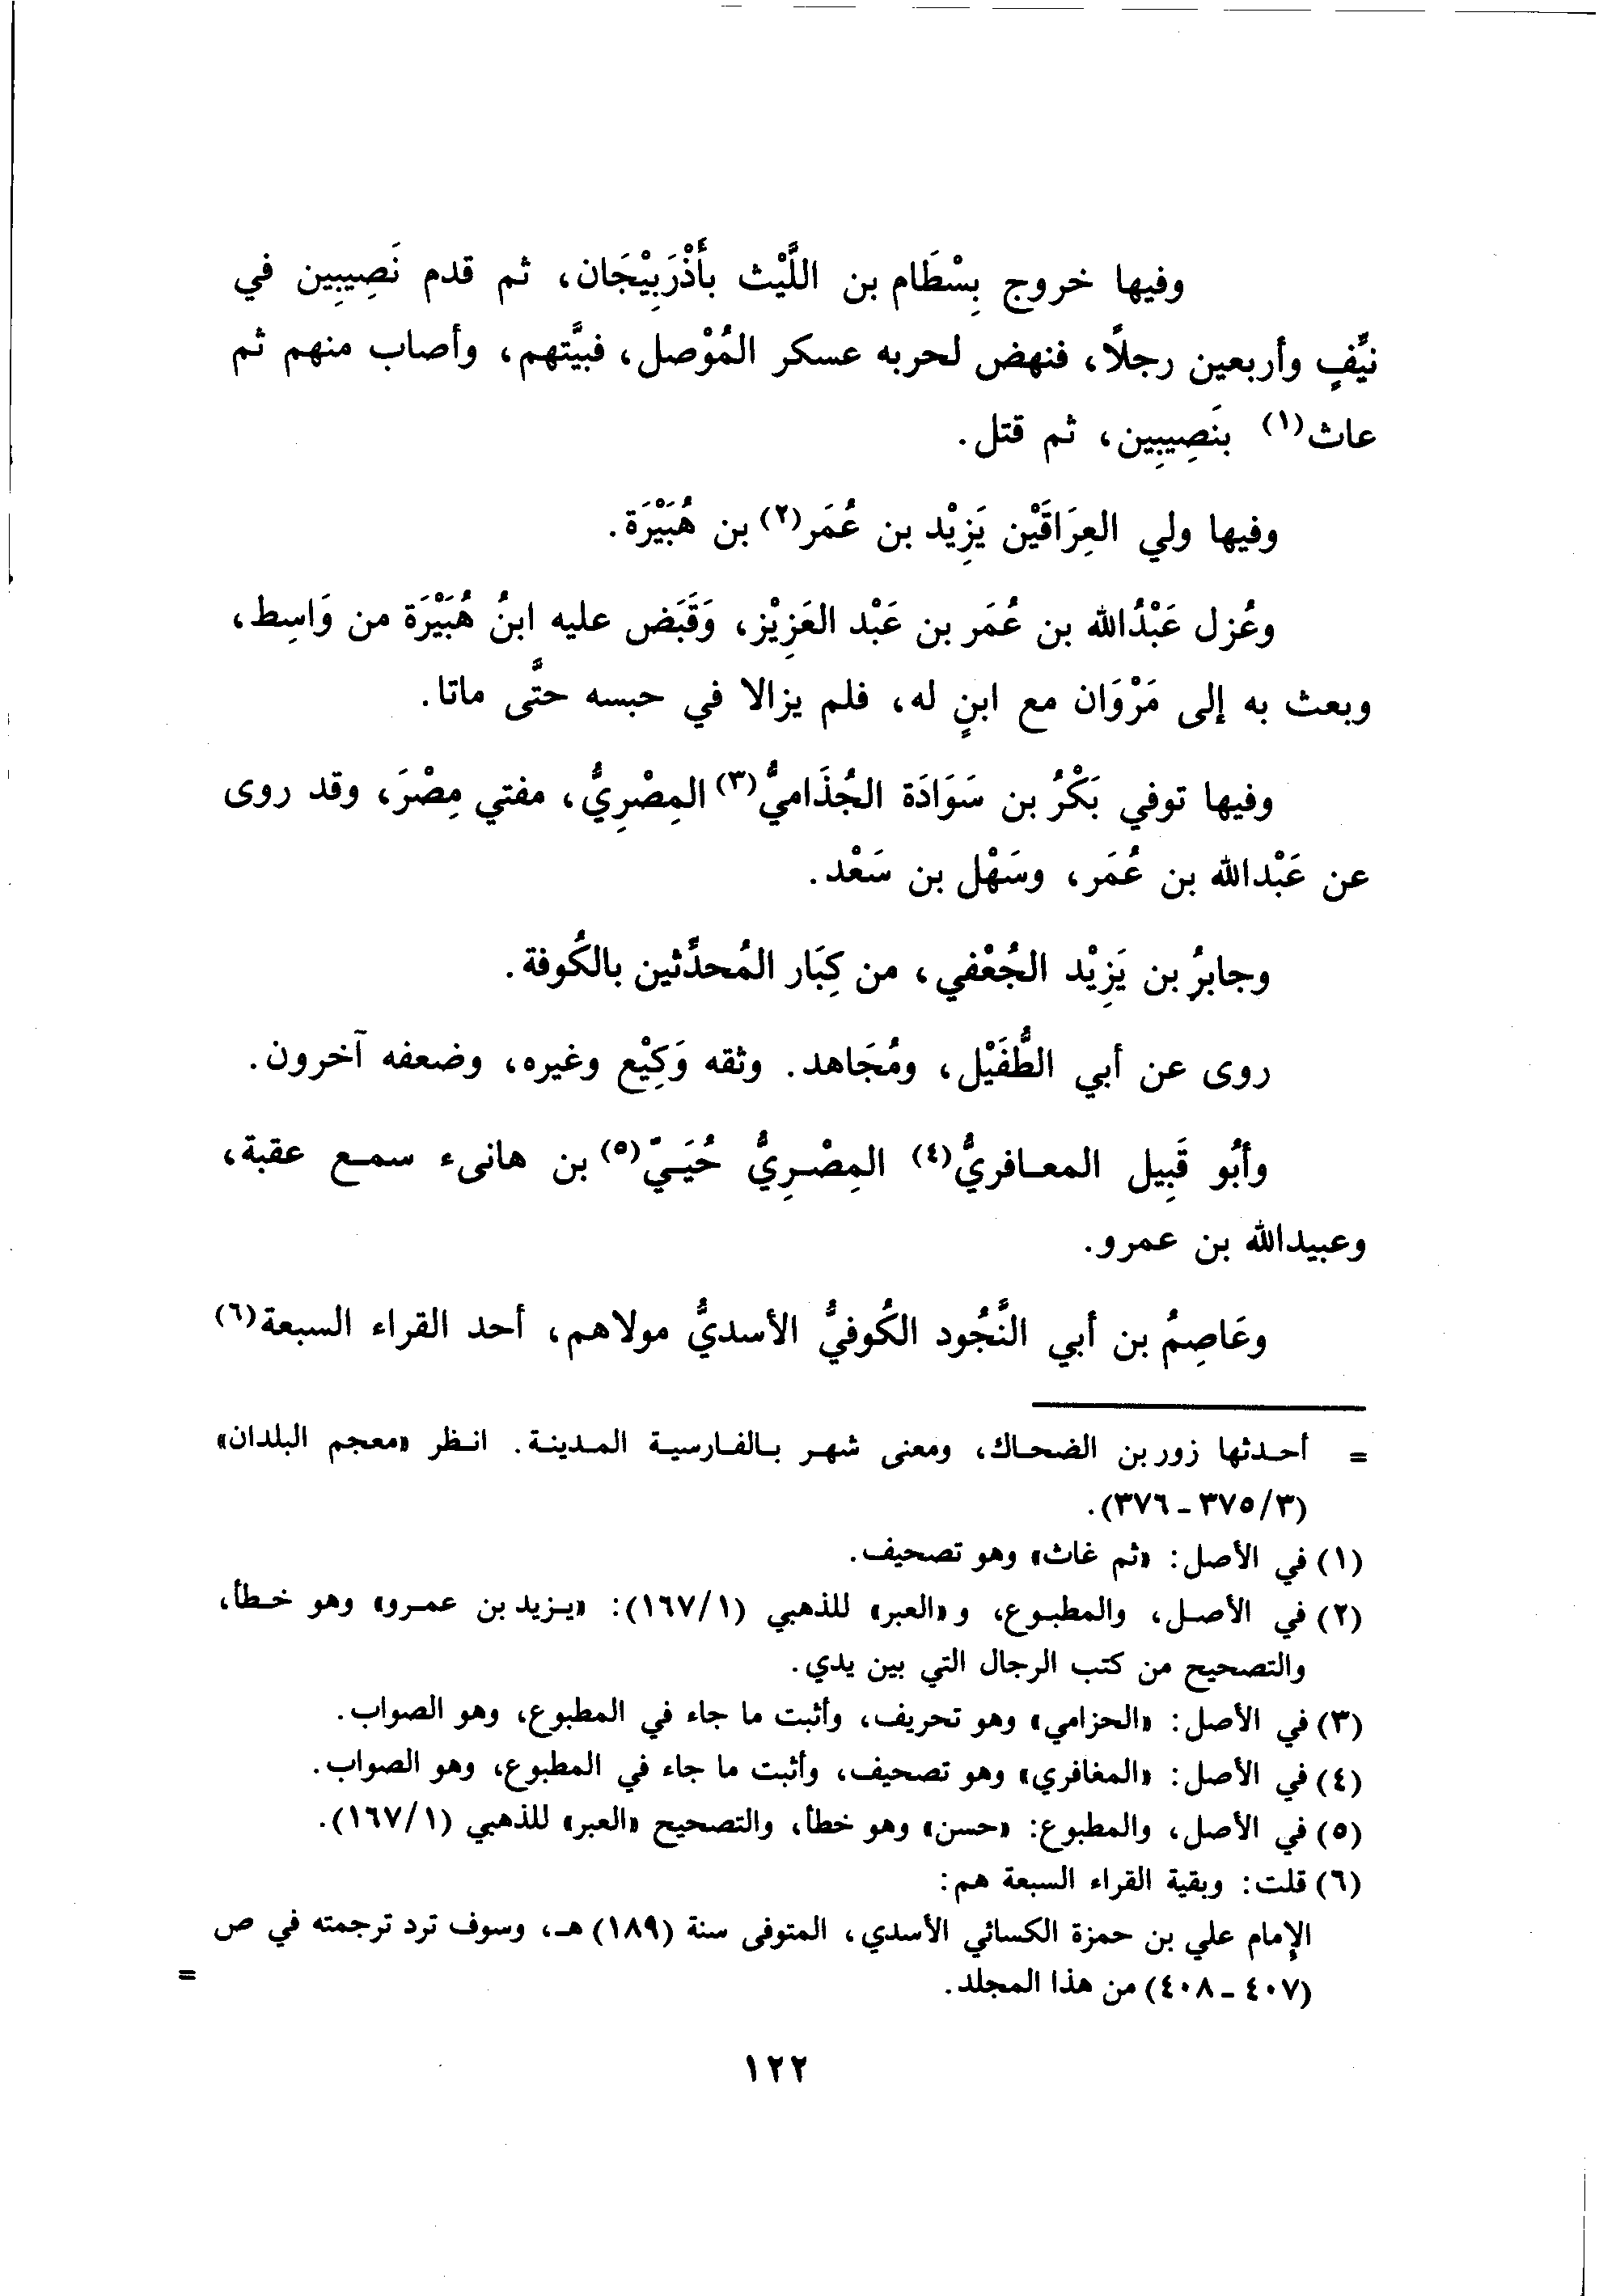 وفيها خروج بِسْطَام بن اللَّيْث بأَذْرَبِيْجَان، ثم قدم نَصِيبِين في
نيِّفٍ وأربعين رجلاً، فنهض لحربه عسكر المُوْصل، فبيَّتهم، وأصاب منهم ثم
عاث(١) بنَصِيبِين، ثم قتل.
وفيها ولي العِرَاقَيْن يَزِيْد بن عُمَر(٢) بن هُبَيْرَة.
وعُزل عَبْدُالله بن عُمَر بن عَبْد العَزِيْز، وَقَبَض عليه ابنُ هُبَيْرَة من وَاسِط،
وبعث به إلى مَرْوَان مع ابنٍ له، فلم يزالا في حبسه حتَّى ماتا.
وفيها توفي بَكْرُ بن سَوَادَة الجُذَاميُّ(٣) المِصْرِيُّ، مفتي مِصْرَ، وقد روى
عن عَبْدالله بن عُمَر، وسَهْل بن سَعْد.
وجابرُ بن يَزِيْد الجُعْفي، من كِبَار المُحدِّثين بالكُوفة.
روى عن أبي الطُّفَيْل، ومُجَاهد. وثقه وَكِيْع وغيره، وضعفه آخرون.
وأبُو قَبِيل المعافريُّ(٤) المِصْرِيُّ حُيَيّ(٥) بن هانىء سمع عقبة،
وعبيدالله بن عمرو.
وعَاصِمُ بن أبي النَّجُود الكُوفيُّ الأسديُّ مولاهم، أحد القراء السبعة(٦)
= أحدثها زور بن الضحاك، ومعنى شهر بالفارسية المدينة. انظر «معجم البلدان»
(٣٧٥/٣ - ٣٧٦).
(١) في الأصل: «ثم غاث» وهو تصحيف.
(٢) في الأصل، والمطبوع، و«العبر» للذهبي (١٦٧/١): «يزيد بن عمرو» وهو خطأ،
والتصحيح من كتب الرجال التي بين يدي.
(٣) في الأصل: «الحزامي» وهو تحريف، وأثبت ما جاء في المطبوع، وهو الصواب.
(٤) في الأصل: «المغافري» وهو تصحيف، وأثبت ما جاء في المطبوع، وهو الصواب.
(٥) في الأصل، والمطبوع: «حسن» وهو خطأ، والتصحيح «العبر» للذهبي (١٦٧/١).
(٦) قلت: وبقية القراء السبعة هم:
الإمام علي بن حمزة الكسائي الأسدي، المتوفى سنة (١٨٩) هـ، وسوف ترد ترجمته في ص
(٤٠٧ - ٤٠٨) من هذا المجلد. =
١٢٢